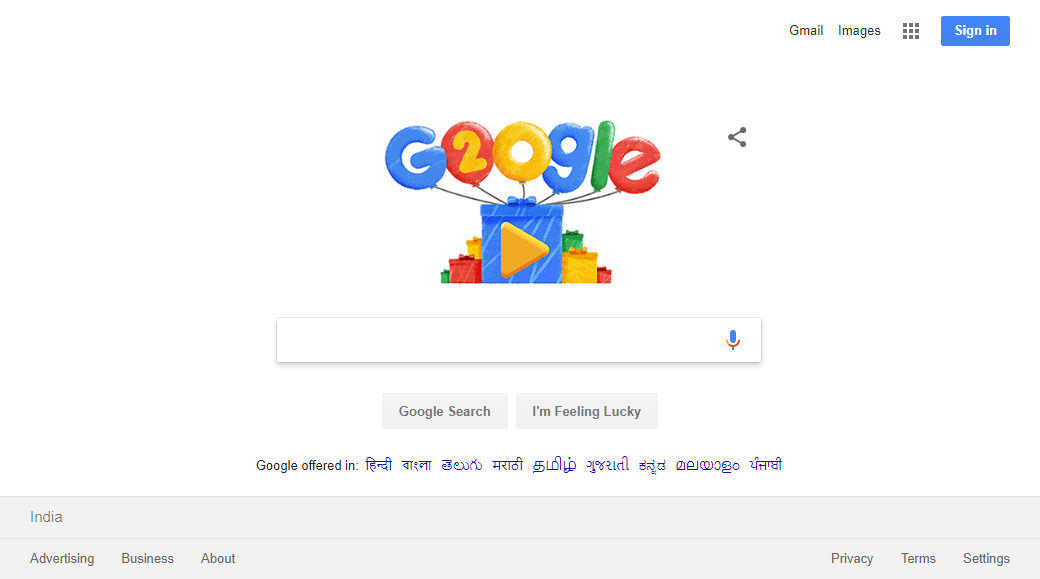 Gmail Images Sign in
G2OOgle
Google Search I'm Feeling Lucky
Google offered in: हिन्दी বাংলা తెలుగు मराठी தமிழ் ગુજરાતી ಕನ್ನಡ മലയാളം ਪੰਜਾਬੀ
India
Advertising Business About Privacy Terms Settings